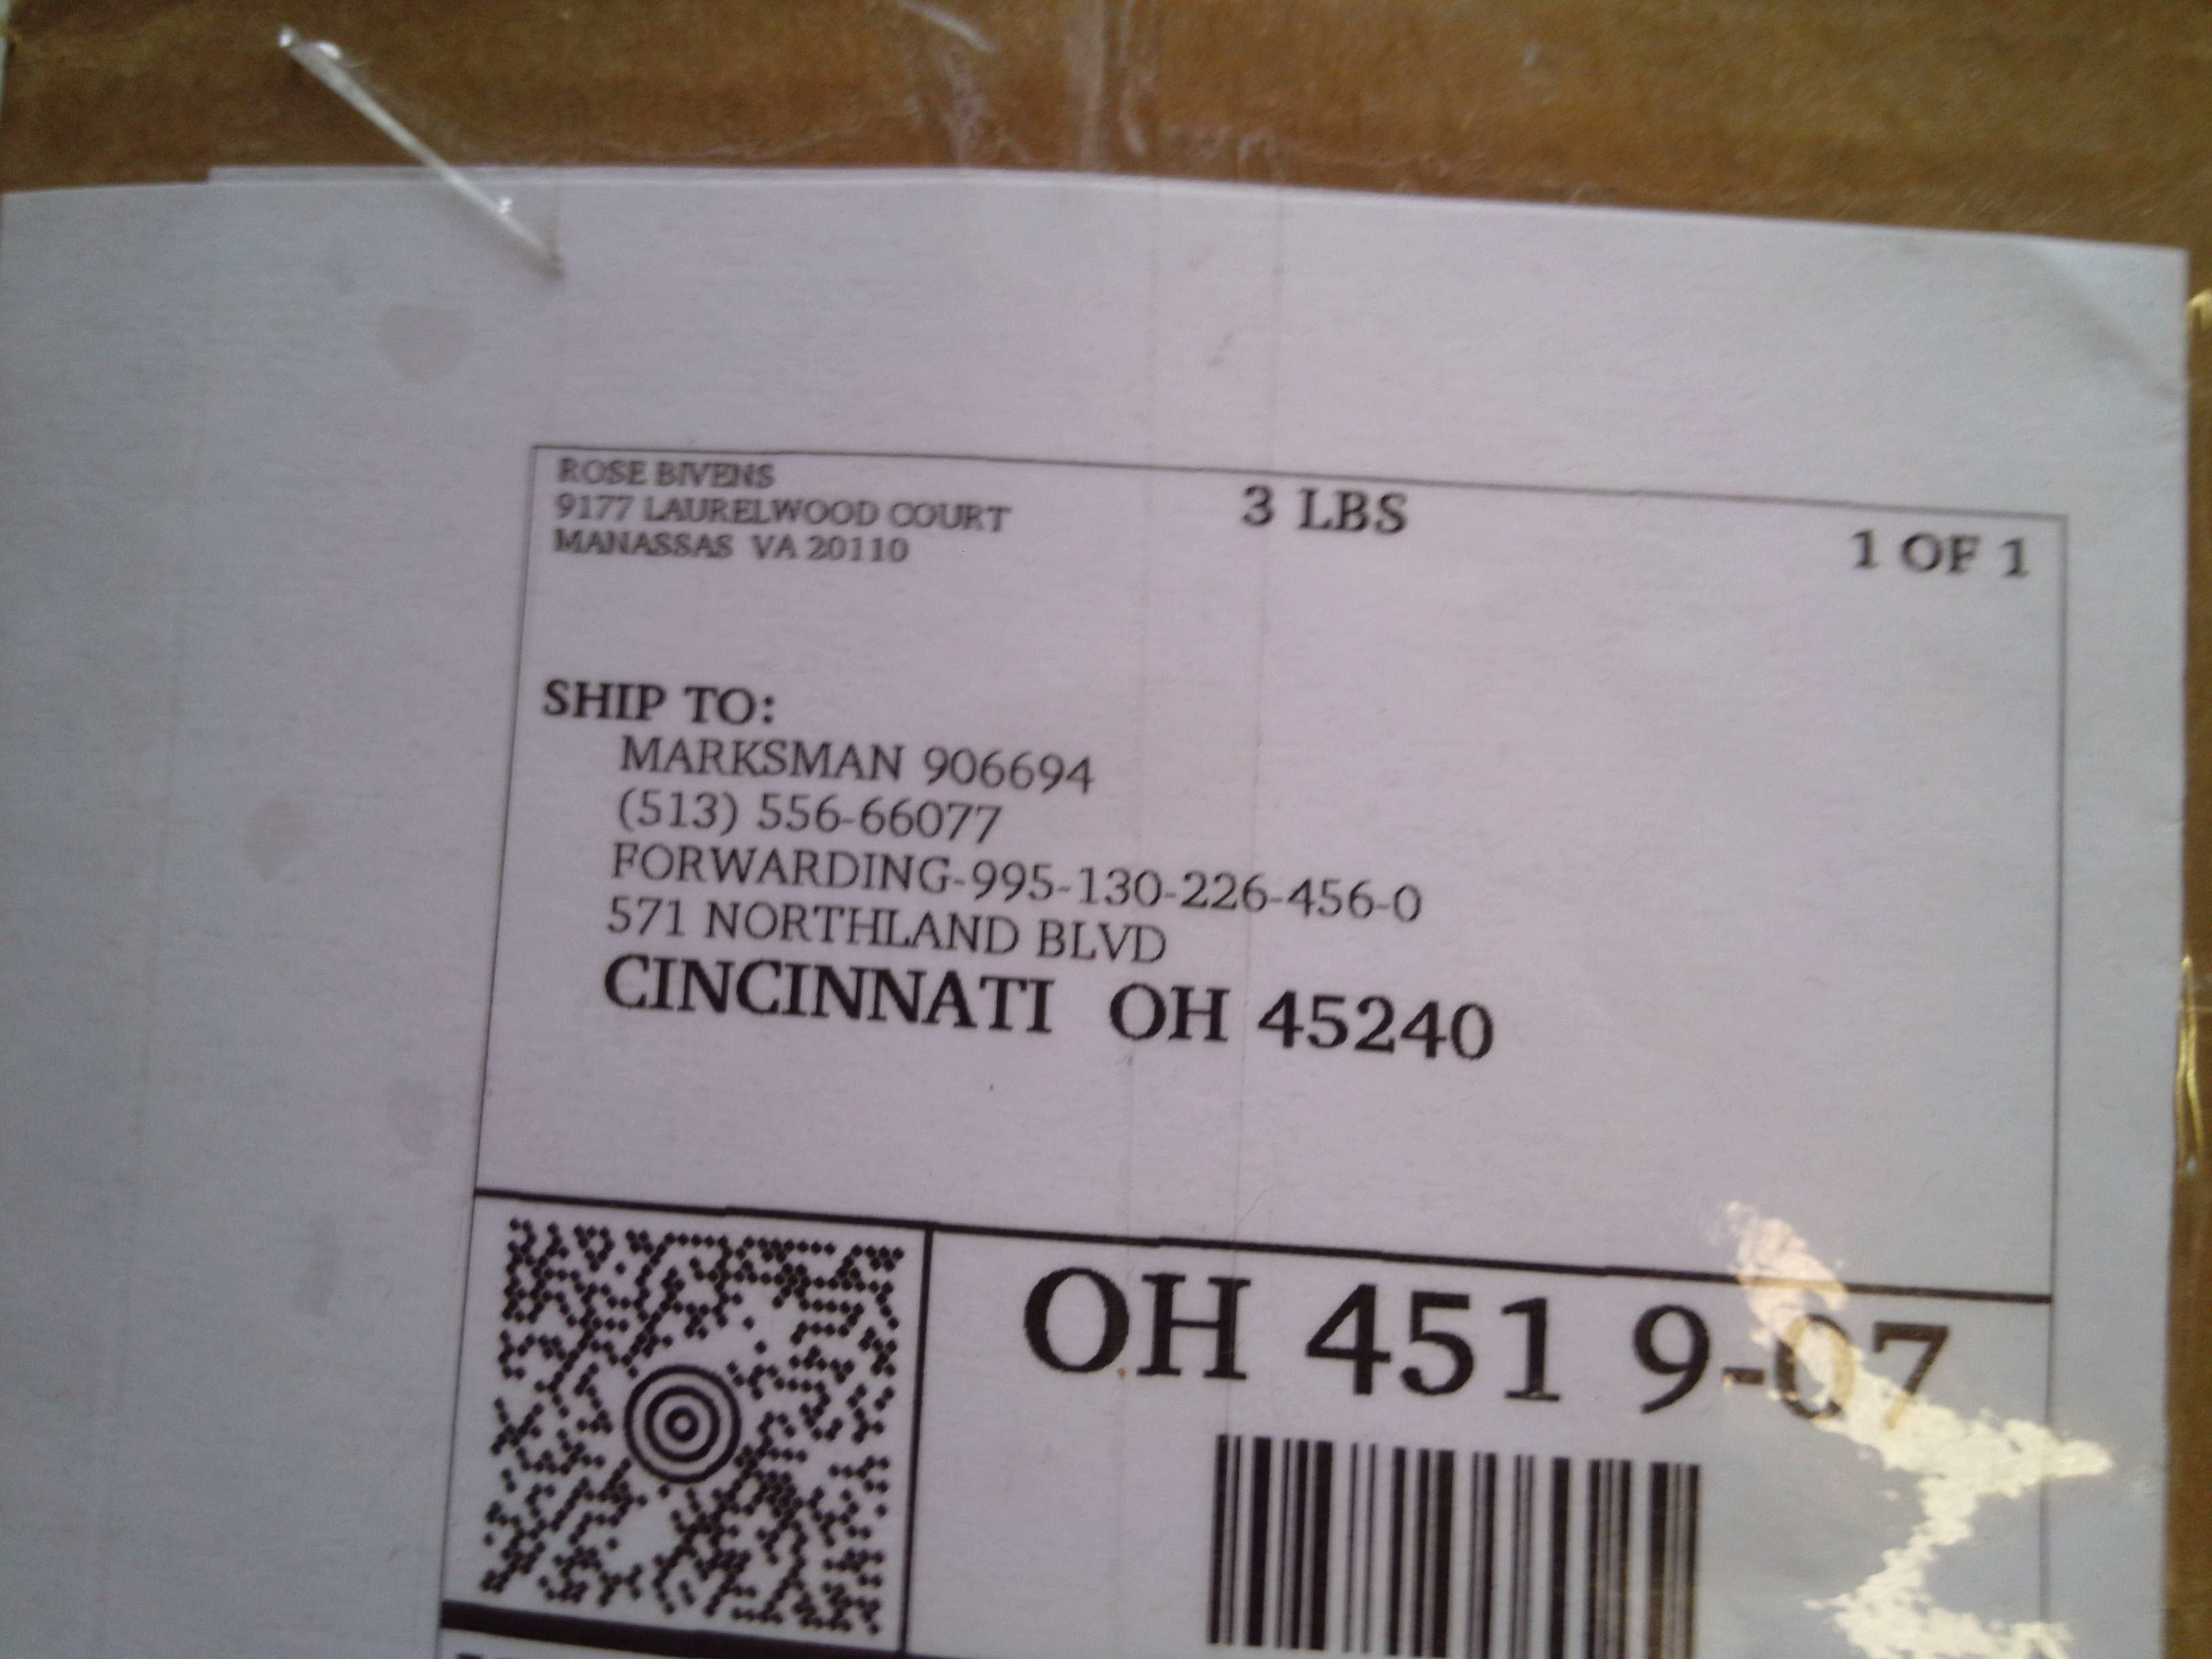 ROSE BIVENS
9177 LAURELWOOD COURT
MANASSAS VA 20110
3 LBS
1 OF 1
SHIP TO:
MARKSMAN 906694
(513) 556-66077
FORWARDING-995-130-226-456-0
571 NORTHLAND BLVD
CINCINNATI OH 45240
OH 451 9-07